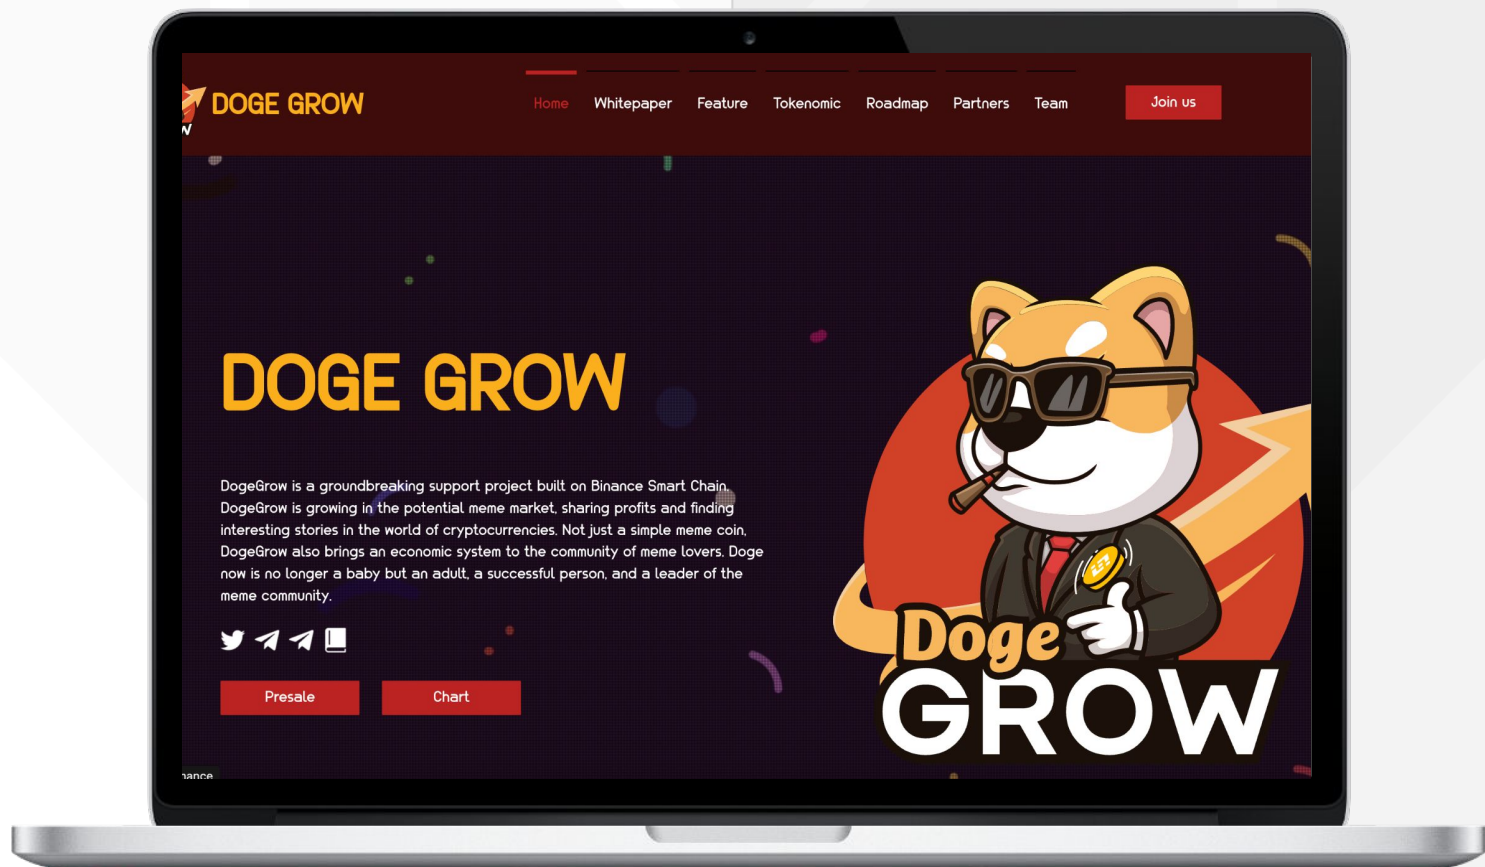 DOGE GROW
Home Whitepaper Feature Tokenomic Roadmap Partners Team Join us
DOGE GROW
DogeGrow is a groundbreaking support project built on Binance Smart Chain.
DogeGrow is growing in the potential meme market, sharing profits and finding
interesting stories in the world of cryptocurrencies. Not just a simple meme coin,
DogeGrow also brings an economic system to the community of meme lovers. Doge
now is no longer a baby but an adult, a successful person, and a leader of the
meme community.
Presale Chart
Doge
GROW